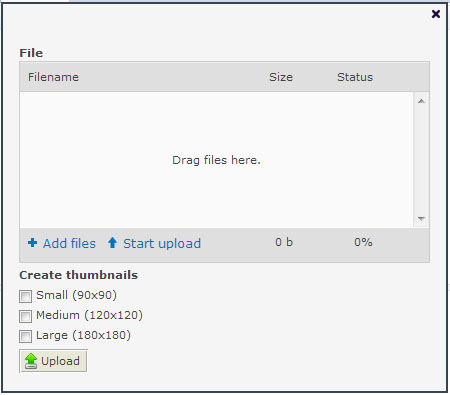 File
Filename Size Status
Drag files here.
Add files Start upload 0 b 0%
Create thumbnails
Small (90x90)
Medium (120x120)
Large (180x180)
Upload